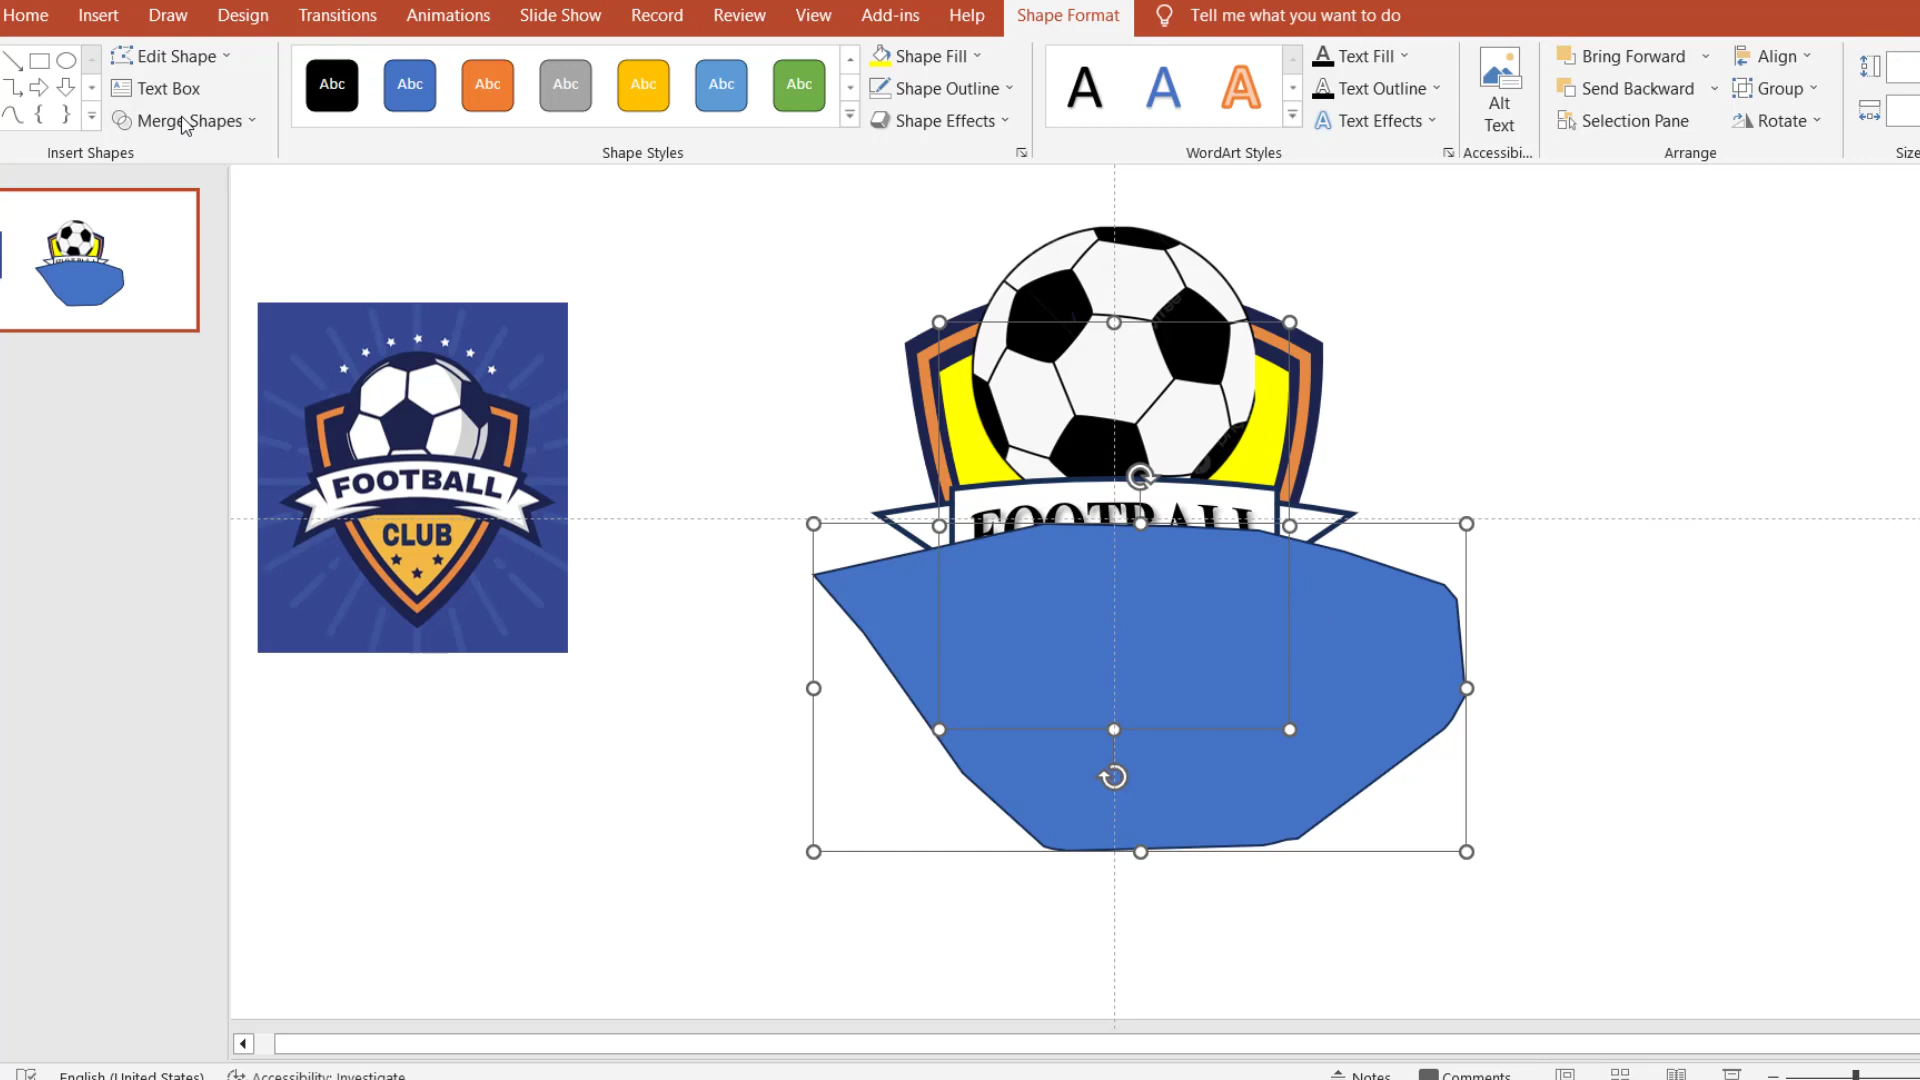 Home Insert Draw Design Transitions Animations Slide Show Record Review View Add-ins Help Shape Format Tell me what you want to do
Edit Shape
Text Box
Merge Shapes
Insert Shapes
Abc Abc Abc Abc Abc Abc Abc
Shape Fill
Shape Outline
Shape Effects
Shape Styles
A A A
Text Fill
Text Outline
Text Effects
WordArt Styles
Alt
Text
Accessibi...
Bring Forward
Send Backward
Selection Pane
Align
Group
Rotate
Arrange
Size
FOOTBALL
CLUB
FOOTBALL
English (United States)
Accessibility: Investigate
Notes
Comments